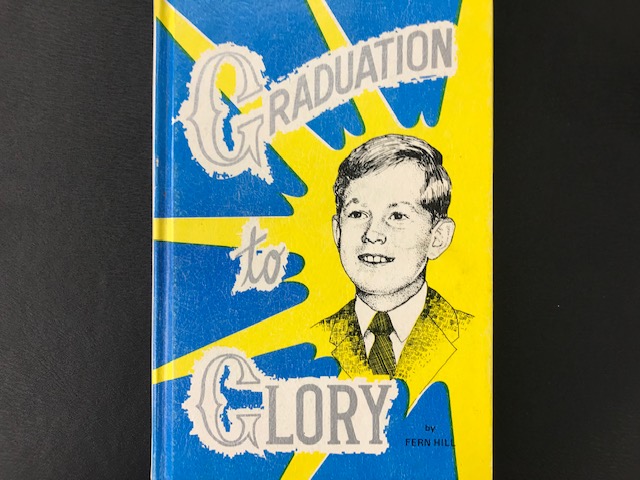 GRADUATION
to
GLORY
by
FERN HILL